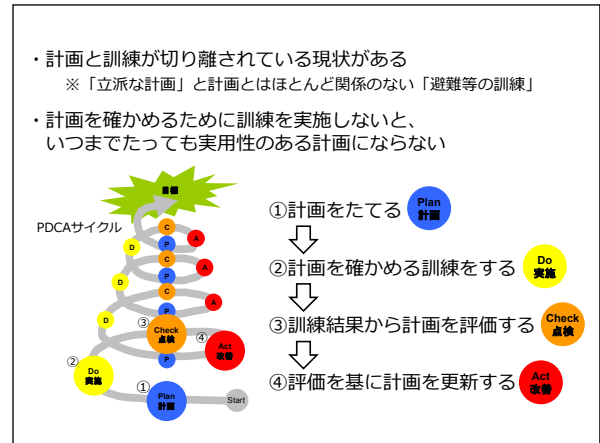 ・計画と訓練が切り離されている現状がある
※「立派な計画」と計画とはほとんど関係のない「避難等の訓練」
・計画を確かめるために訓練を実施しないと、
いつまでたっても実用性のある計画にならない
目標
PDCAサイクル
C
D
P
A
C
D
P
A
C
D
P
A
③
Check
点検
④
Act
改善
P
②
Do
実施
①
Plan
計画
Start
①計画をたてる
Plan
計画
②計画を確かめる訓練をする
Do
実施
③訓練結果から計画を評価する
Check
点検
④評価を基に計画を更新する
Act
改善